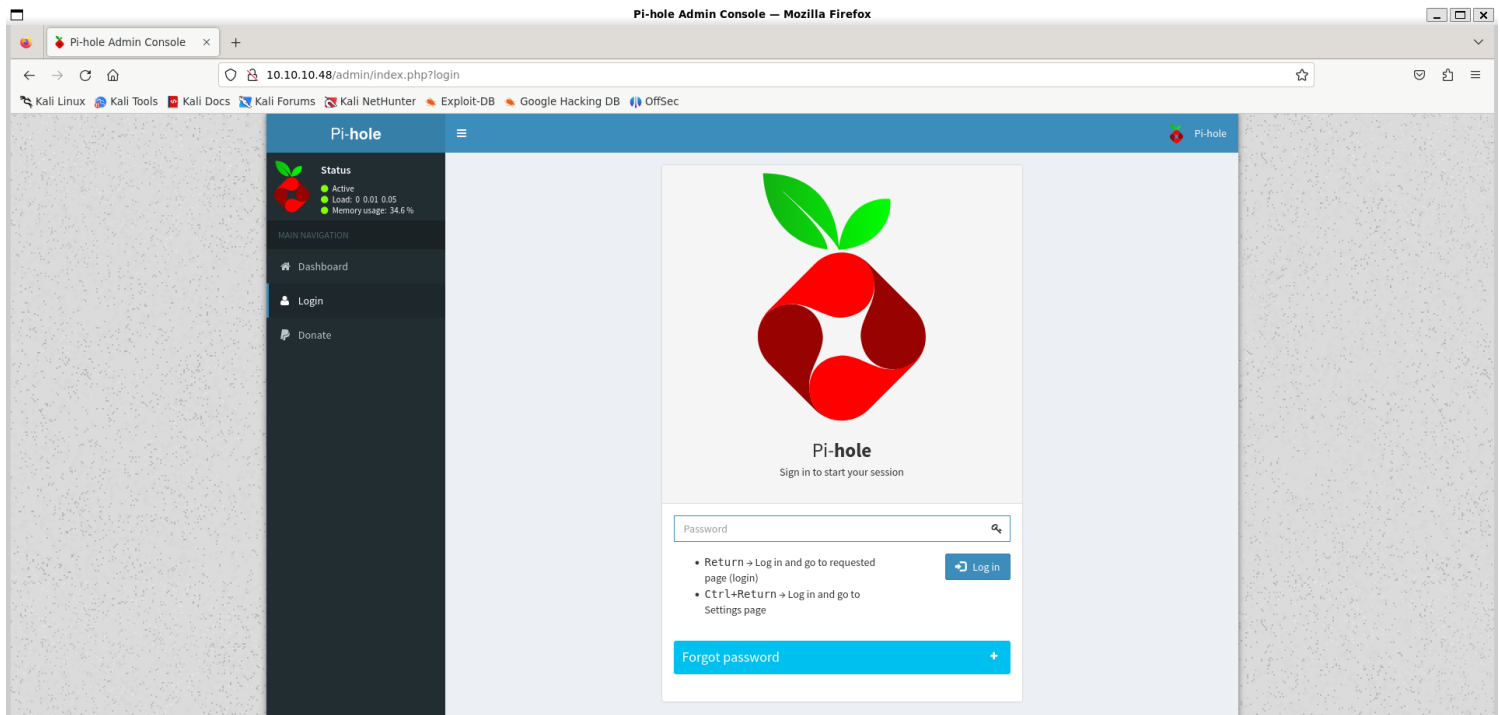 Pi-hole Admin Console — Mozilla Firefox
Pi-hole Admin Console
10.10.10.48/admin/index.php?login
Kali Linux Kali Tools Kali Docs Kali Forums Kali NetHunter Exploit-DB Google Hacking DB OffSec
Pi-hole
Pi-hole
Status
Active
Load: 0 0.01 0.05
Memory usage: 34.6 %
MAIN NAVIGATION
Dashboard
Login
Donate
Pi-hole
Sign in to start your session
Password
• Return → Log in and go to requested
page (login)
• Ctrl+Return → Log in and go to
Settings page
Log in
Forgot password